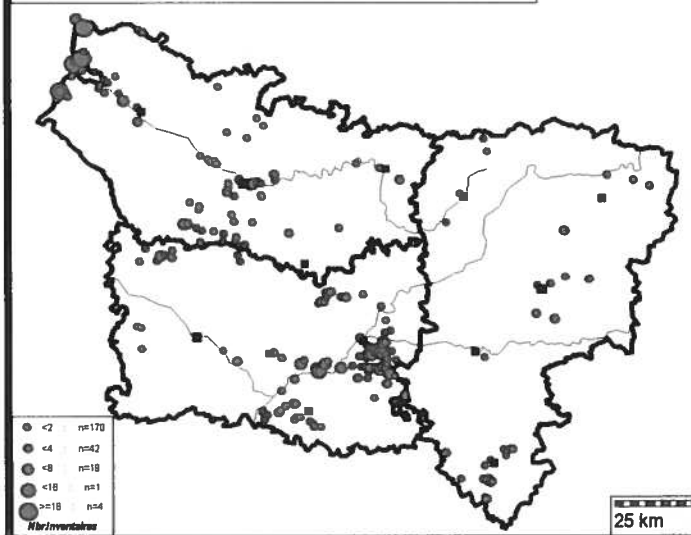 <2 n=170
<4 n=42
<8 n=18
<16 n=1
>=16 n=4
Nbr.inventaires
25 km